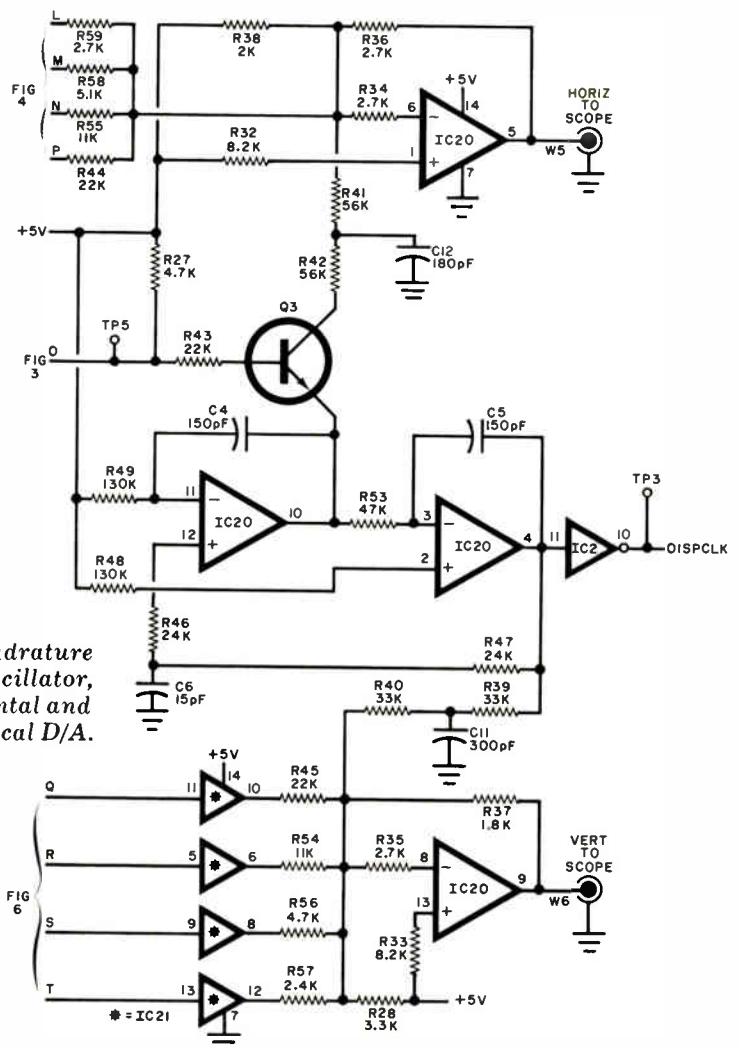 L
R59
2.7K
M
R58
5.1K
FIG
4
N
R55
11K
P
R44
22K
R38
2K
R36
2.7K
R34
2.7K
+5V
14
6
-
IC20
5
1
+
7
HORIZ
TO
SCOPE
W5
R32
8.2K
R41
56K
+5V
R27
4.7K
R42
56K
C12
180pF
Q3
TP5
FIG
3
O
R43
22K
C4
150pF
C5
150pF
R49
130K
11
-
IC20
10
12
+
R53
47K
3
-
IC20
4
2
+
11
IC2
10
TP3
DISPCLK
R48
130K
R46
24K
R47
24K
drature
cillator,
ntal and
cal D/A.
C6
15pF
R40
33K
R39
33K
C11
300pF
+5V
Q
11
*
14
10
R45
22K
R37
1.8K
R
5
*
6
R54
11K
R35
2.7K
8
-
IC20
9
13
+
VERT
TO
SCOPE
W6
FIG
6
S
9
*
8
R56
4.7K
R33
8.2K
T
13
*
12
7
R57
2.4K
R28
3.3K
+5V
* = IC21